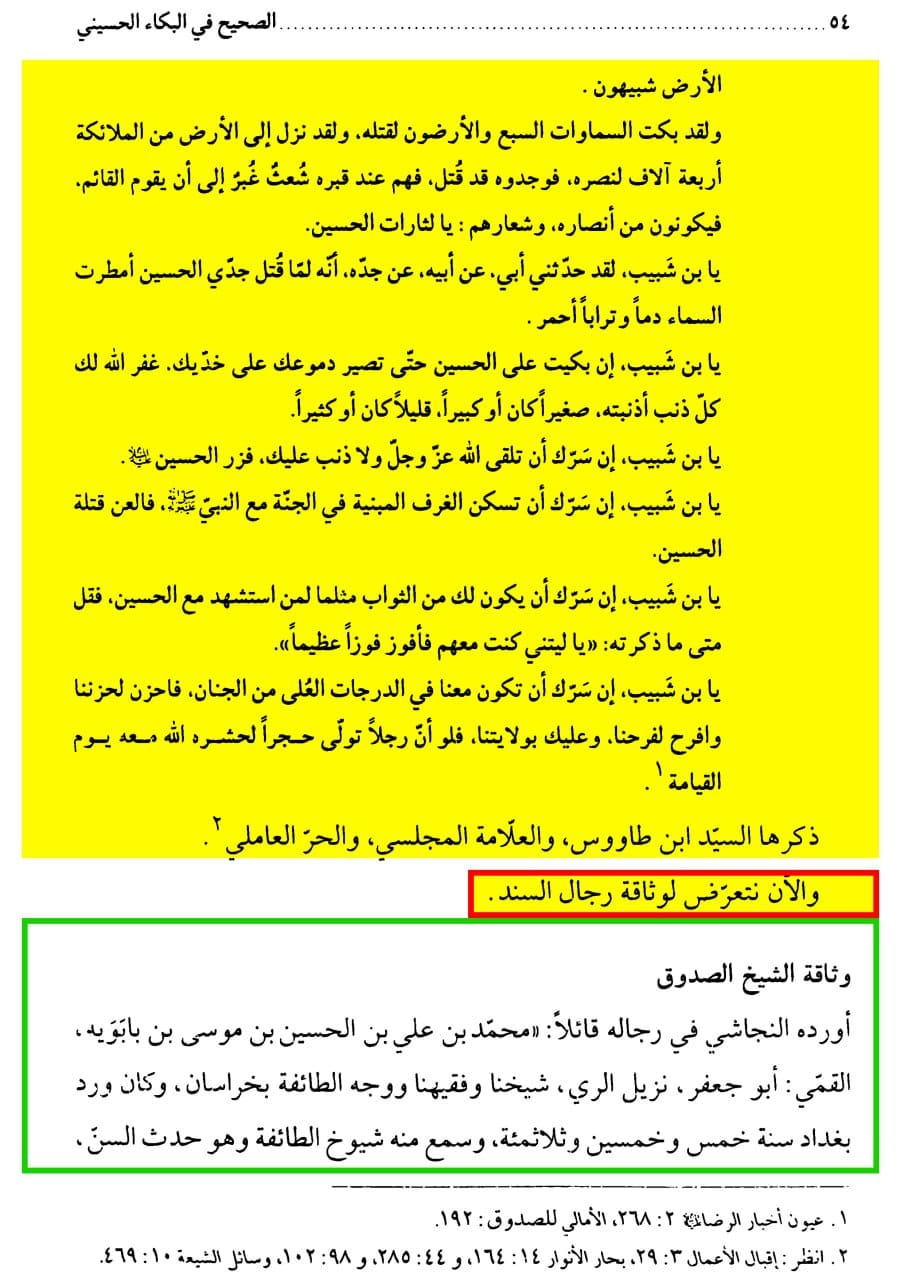 ٥٤ ........................................................................ الصحيح في البكاء الحسيني
الأرض شبيهون .
ولقد بكت السماوات السبع والأرضون لقتله، ولقد نزل إلى الأرض من الملائكة
أربعة آلاف لنصره، فوجدوه قد قُتل، فهم عند قبره شُعثٌ غُبرٌ إلى أن يقوم القائم،
فيكونون من أنصاره، وشعارهم : يا لثارات الحسين.
يا بن شَبيب، لقد حدّثني أبي، عن أبيه، عن جدّه، أنّه لمّا قُتل جدّي الحسين أمطرت
السماء دماً وتراباً أحمر .
يا بن شَبيب، إن بكيت على الحسين حتّى تصير دموعك على خدّيك، غفر الله لك
كلّ ذنب أذنبته، صغيراً كان أو كبيراً، قليلاً كان أو كثيراً.
يا بن شَبيب، إن سَرّك أن تلقى الله عزّ وجلّ ولا ذنب عليك، فزر الحسين ﷺ.
يا بن شَبيب، إن سَرّك أن تسكن الغرف المبنية في الجنّة مع النبيّ ﷺ، فالعن قتلة
الحسين.
يا بن شَبيب، إن سَرّك أن يكون لك من الثواب مثلما لمن استشهد مع الحسين، فقل
متى ما ذكرته: «يا ليتني كنت معهم فأفوز فوزاً عظيماً».
يا بن شَبيب، إن سَرّك أن تكون معنا في الدرجات العُلى من الجنان، فاحزن لحزننا
وافرح لفرحنا، وعليك بولايتنا، فلو أنّ رجلاً تولّى حجراً لحشره الله معه يوم
القيامة ١ .
ذكرها السيّد ابن طاووس، والعلّامة المجلسي، والحرّ العاملي ٢ .
والآن نتعرّض لوثاقة رجال السند .
وثاقة الشيخ الصدوق
أورده النجاشي في رجاله قائلاً: «محمّد بن علي بن الحسين بن موسى بن بابَوَيه،
القمّي : أبو جعفر ، نزيل الري ، شيخنا وفقيهنا ووجه الطائفة بخراسان ، وكان ورد
بغداد سنة خمس وخمسين وثلاثمئة، وسمع منه شيوخ الطائفة وهو حدث السنّ ،
١ . عيون أخبار الرضا ٢ : ٢٦٨، الأمالي للصدوق : ١٩٢.
٢ . انظر : إقبال الأعمال ٣ : ٢٩، بحار الأنوار ١٤ : ١٦٤، و ٤٤ : ٢٨٥، و ٩٨ : ١٠٢، وسائل الشيعة ١٠ : ٤٦٩.